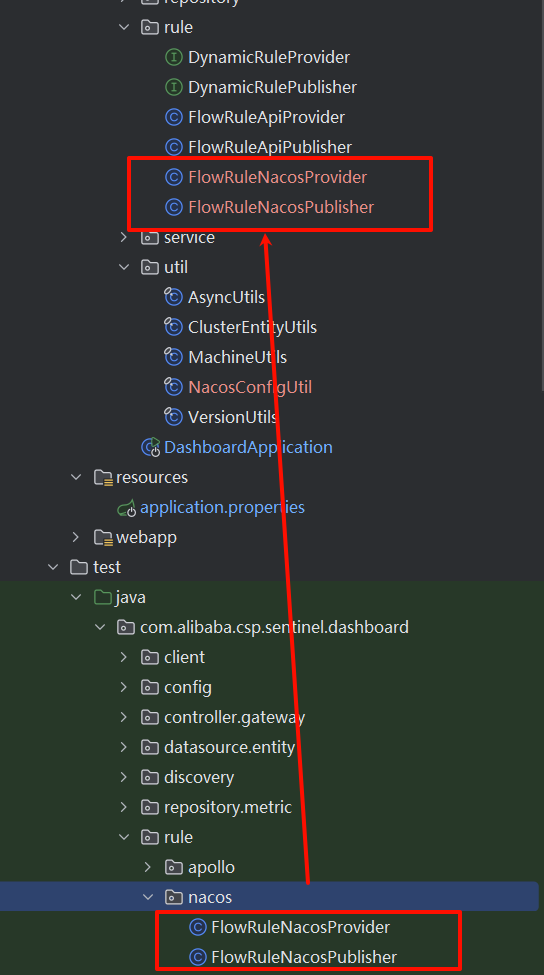 repository
rule
DynamicRuleProvider
DynamicRulePublisher
FlowRuleApiProvider
FlowRuleApiPublisher
FlowRuleNacosProvider
FlowRuleNacosPublisher
service
util
AsyncUtils
ClusterEntityUtils
MachineUtils
NacosConfigUtil
VersionUtils
DashboardApplication
resources
application.properties
webapp
test
java
com.alibaba.csp.sentinel.dashboard
client
config
controller.gateway
datasource.entity
discovery
repository.metric
rule
apollo
nacos
FlowRuleNacosProvider
FlowRuleNacosPublisher